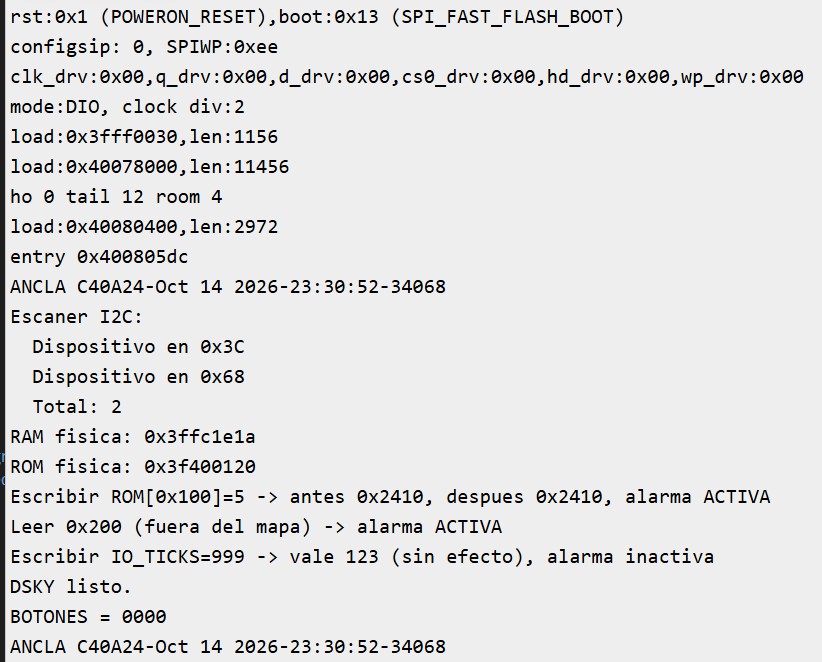 rst:0x1 (POWERON_RESET),boot:0x13 (SPI_FAST_FLASH_BOOT)
configsip: 0, SPIWP:0xee
clk_drv:0x00,q_drv:0x00,d_drv:0x00,cs0_drv:0x00,hd_drv:0x00,wp_drv:0x00
mode:DIO, clock div:2
load:0x3fff0030,len:1156
load:0x40078000,len:11456
ho 0 tail 12 room 4
load:0x40080400,len:2972
entry 0x400805dc
ANCLA C40A24-Oct 14 2026-23:30:52-34068
Escaner I2C:
  Dispositivo en 0x3C
  Dispositivo en 0x68
  Total: 2
RAM fisica: 0x3ffc1e1a
ROM fisica: 0x3f400120
Escribir ROM[0x100]=5 -> antes 0x2410, despues 0x2410, alarma ACTIVA
Leer 0x200 (fuera del mapa) -> alarma ACTIVA
Escribir IO_TICKS=999 -> vale 123 (sin efecto), alarma inactiva
DSKY listo.
BOTONES = 0000
ANCLA C40A24-Oct 14 2026-23:30:52-34068